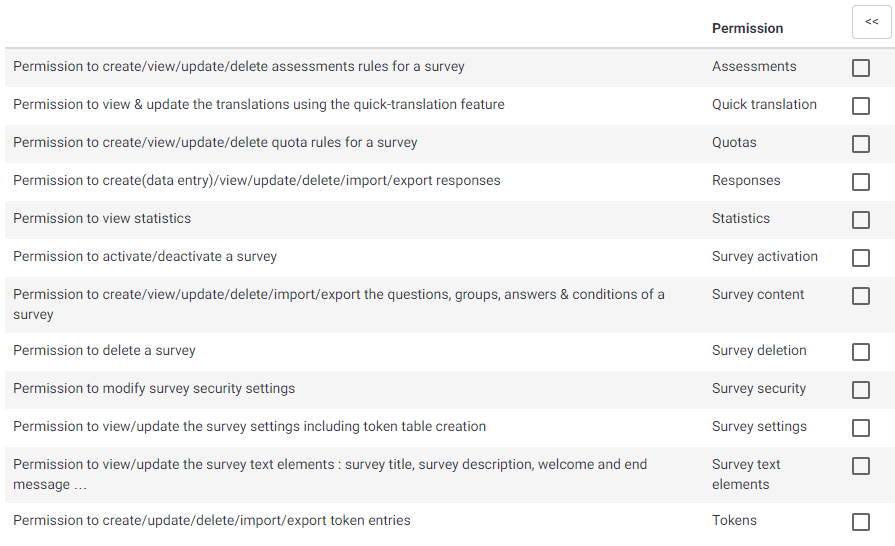 Permission <<
Permission to create/view/update/delete assessments rules for a survey Assessments
Permission to view & update the translations using the quick-translation feature Quick translation
Permission to create/view/update/delete quota rules for a survey Quotas
Permission to create(data entry)/view/update/delete/import/export responses Responses
Permission to view statistics Statistics
Permission to activate/deactivate a survey Survey activation
Permission to create/view/update/delete/import/export the questions, groups, answers & conditions of a Survey content
survey
Permission to delete a survey Survey deletion
Permission to modify survey security settings Survey security
Permission to view/update the survey settings including token table creation Survey settings
Permission to view/update the survey text elements : survey title, survey description, welcome and end Survey text
message ... elements
Permission to create/update/delete/import/export token entries Tokens